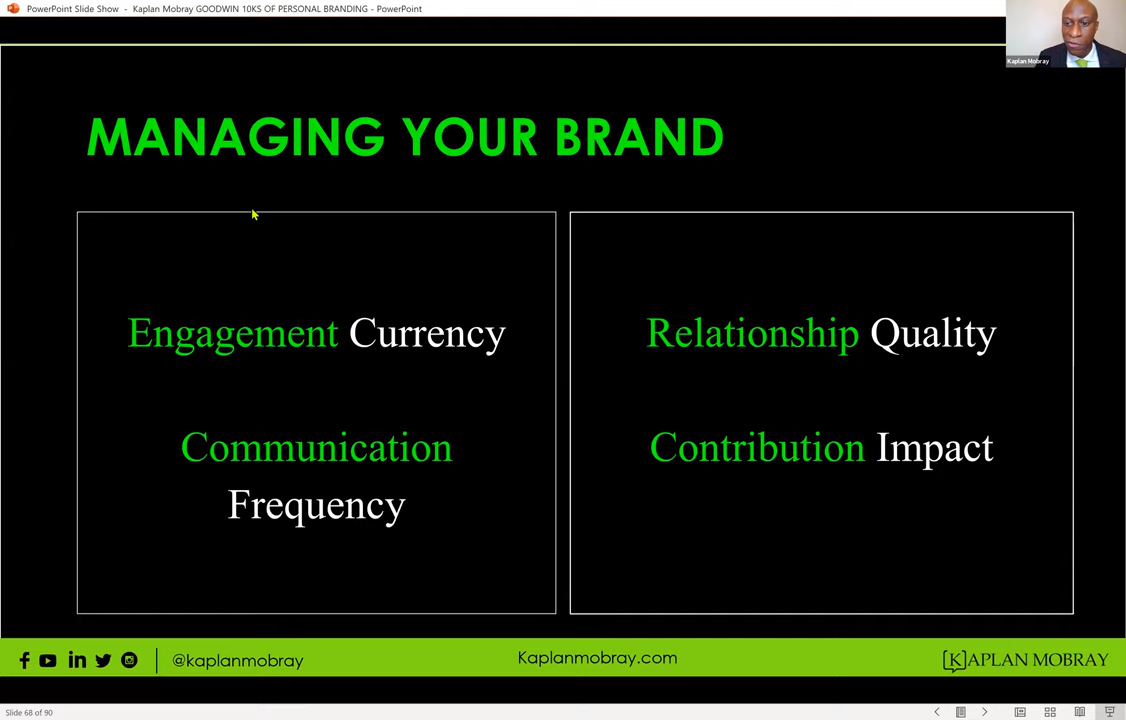 PowerPoint Slide Show - Kaplan Mobray GOODWIN 10KS OF PERSONAL BRANDING - PowerPoint
Kaplan Mobray
MANAGING YOUR BRAND
Engagement Currency
Communication
Frequency
Relationship Quality
Contribution Impact
@kaplanmobray
Kaplanmobray.com
[K]APLAN MOBRAY
Slide 68 of 90